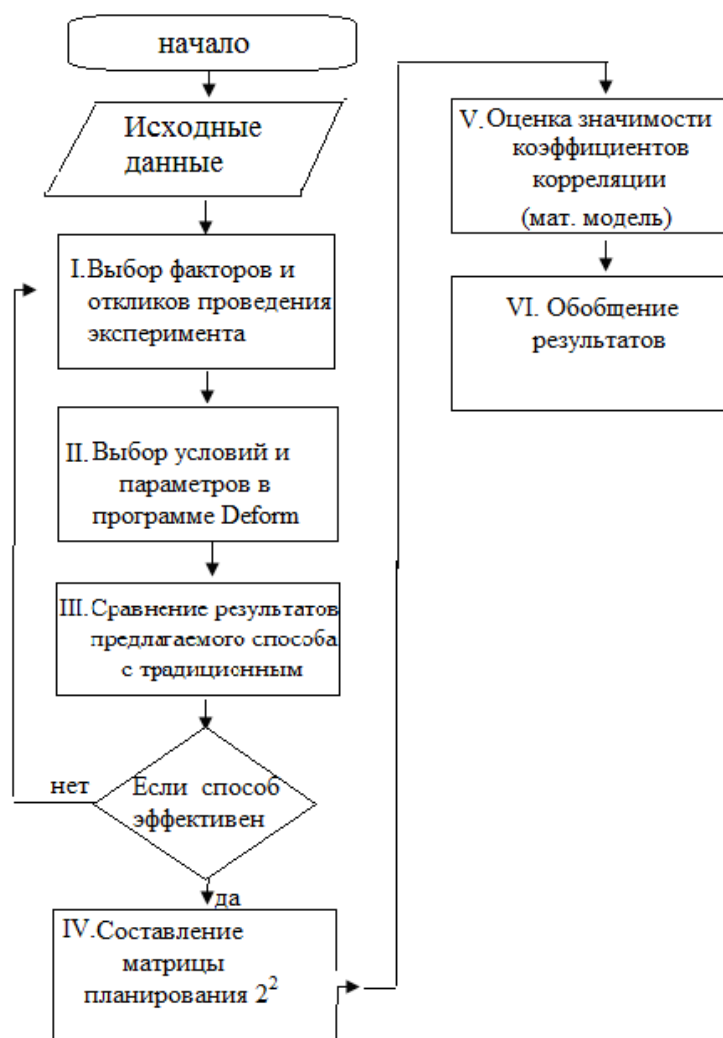 начало
Исходные
данные
I. Выбор факторов и
откликов проведения
эксперимента
II. Выбор условий и
параметров в
программе Deform
III. Сравнение результатов
предлагаемого способа
с традиционным
нет
Если способ
эффективен
да
IV. Составление
матрицы
планирования 2²
V. Оценка значимости
коэффициентов
корреляции
(мат. модель)
VI. Обобщение
результатов